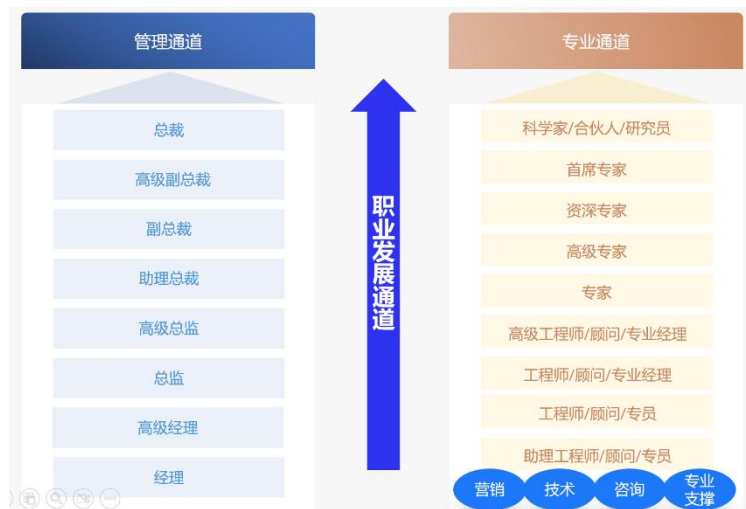 管理通道
总裁
高级副总裁
副总裁
助理总裁
高级总监
总监
高级经理
经理
职业发展通道
专业通道
科学家/合伙人/研究员
首席专家
资深专家
高级专家
专家
高级工程师/顾问/专业经理
工程师/顾问/专业经理
工程师/顾问/专员
助理工程师/顾问/专员
营销
技术
咨询
专业
支撑